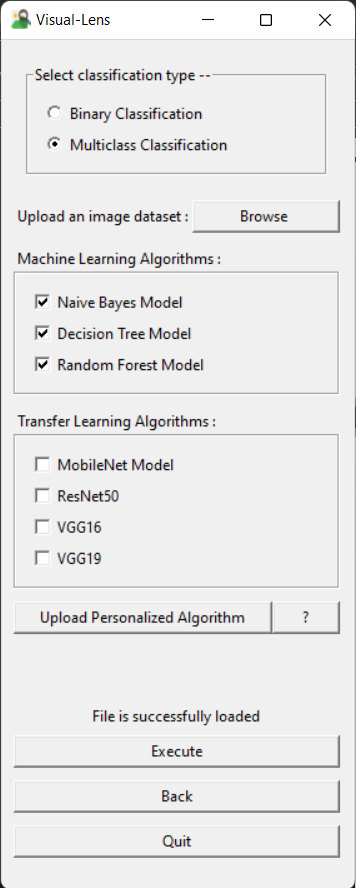 Visual-Lens
Select classification type --
Binary Classification
Multiclass Classification
Upload an image dataset : Browse
Machine Learning Algorithms :
Naive Bayes Model
Decision Tree Model
Random Forest Model
Transfer Learning Algorithms :
MobileNet Model
ResNet50
VGG16
VGG19
Upload Personalized Algorithm ?
File is successfully loaded
Execute
Back
Quit